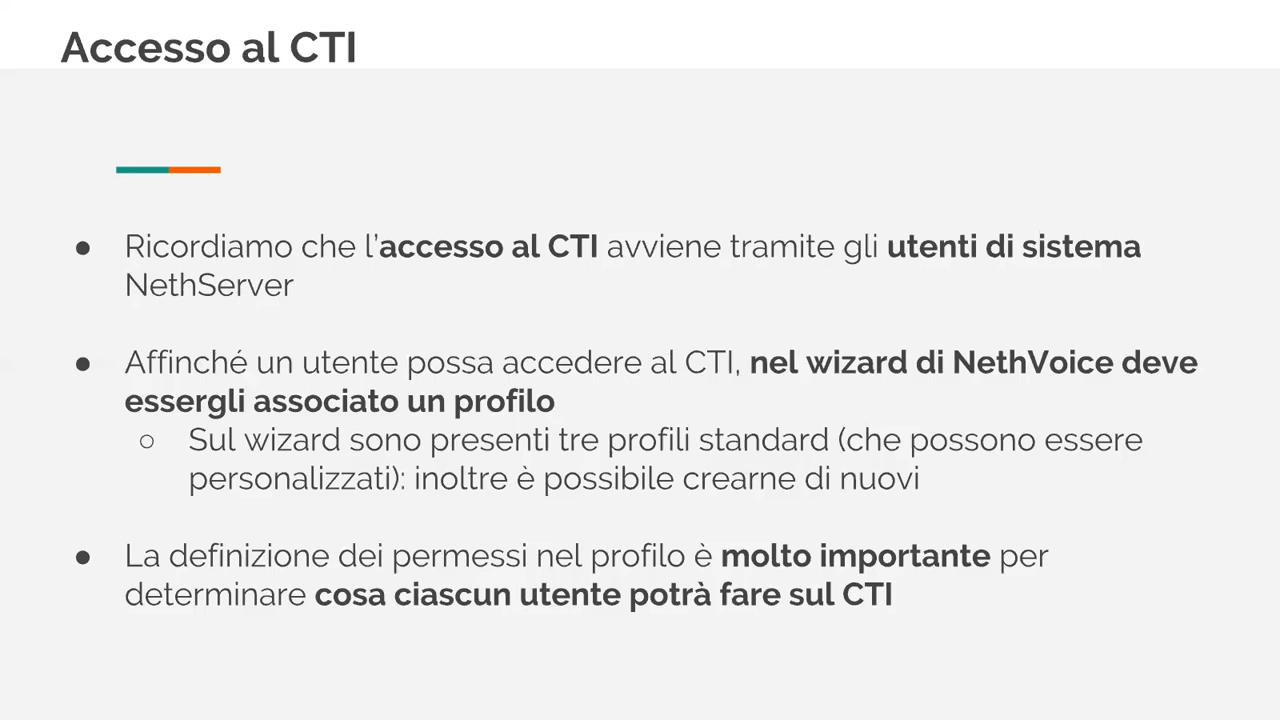 Accesso al CTI
● Ricordiamo che l’accesso al CTI avviene tramite gli utenti di sistema
NethServer
● Affinché un utente possa accedere al CTI, nel wizard di NethVoice deve
essergli associato un profilo
○ Sul wizard sono presenti tre profili standard (che possono essere
personalizzati): inoltre è possibile crearne di nuovi
● La definizione dei permessi nel profilo è molto importante per
determinare cosa ciascun utente potrà fare sul CTI